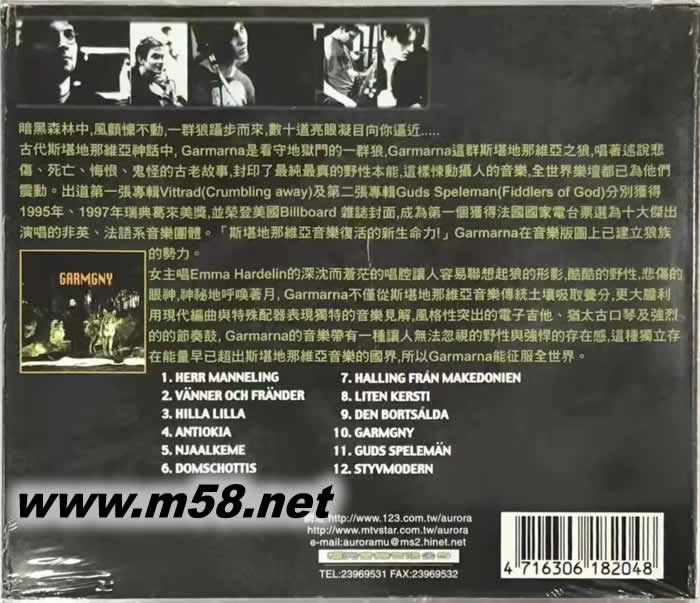 暗黑森林中,風顫慄不動,一群狼躡步而來,數十道亮眼凝目向你逼近.....
古代斯堪地那維亞神話中, Garmarna是看守地獄門的一群狼,Garmarna這群斯堪地那維亞之狼,唱著述說悲
傷、死亡、悔恨、鬼怪的古老故事,封印了最純最真的野性本能,這樣悚動攝人的音樂,全世界樂壇都已為他們
震動。出道第一張專輯Vittrad(Crumbling away)及第二張專輯Guds Speleman(Fiddlers of God)分別獲得
1995年、1997年瑞典葛來美獎,並榮登美國Billboard 雜誌封面,成為第一個獲得法國國家電台票選為十大傑出
演唱的非英、法語系音樂團體。「斯堪地那維亞音樂復活的新生命力!」Garmarna在音樂版圖上已建立狼族
的勢力。
GARMGNY
女主唱Emma Hardelin的深沈而蒼茫的唱腔讓人容易聯想起狼的形影,酷酷的野性,悲傷的
眼神,神祕地呼喚著月, Garmarna不僅從斯堪地那維亞音樂傳統土壤吸取養分,更大膽利
用現代編曲與特殊配器表現獨特的音樂見解,風格性突出的電子吉他、猶太古口琴及強烈
的的節奏鼓, Garmarna的音樂帶有一種讓人無法忽視的野性與強悍的存在感,這種獨立存
在能量早已超出斯堪地那維亞音樂的國界,所以Garmarna能征服全世界。
1. HERR MANNELING
2. VÄNNER OCH FRÄNDER
3. HILLA LILLA
4. ANTIOKIA
5. NJAALKEME
6. DOMSCHOTTIS
7. HALLING FRÅN MAKEDONIEN
8. LITEN KERSTI
9. DEN BORTSÅLDA
10. GARMGNY
11. GUDS SPELEMÄN
12. STYVMODERN
www.m58.net
http://www.123.com.tw/aurora
http://www.mtvstar.com.tw/aurora
e-mail:auroramu@ms2.hinet.net
TEL:23969531 FAX:23969532
4 716306 182048